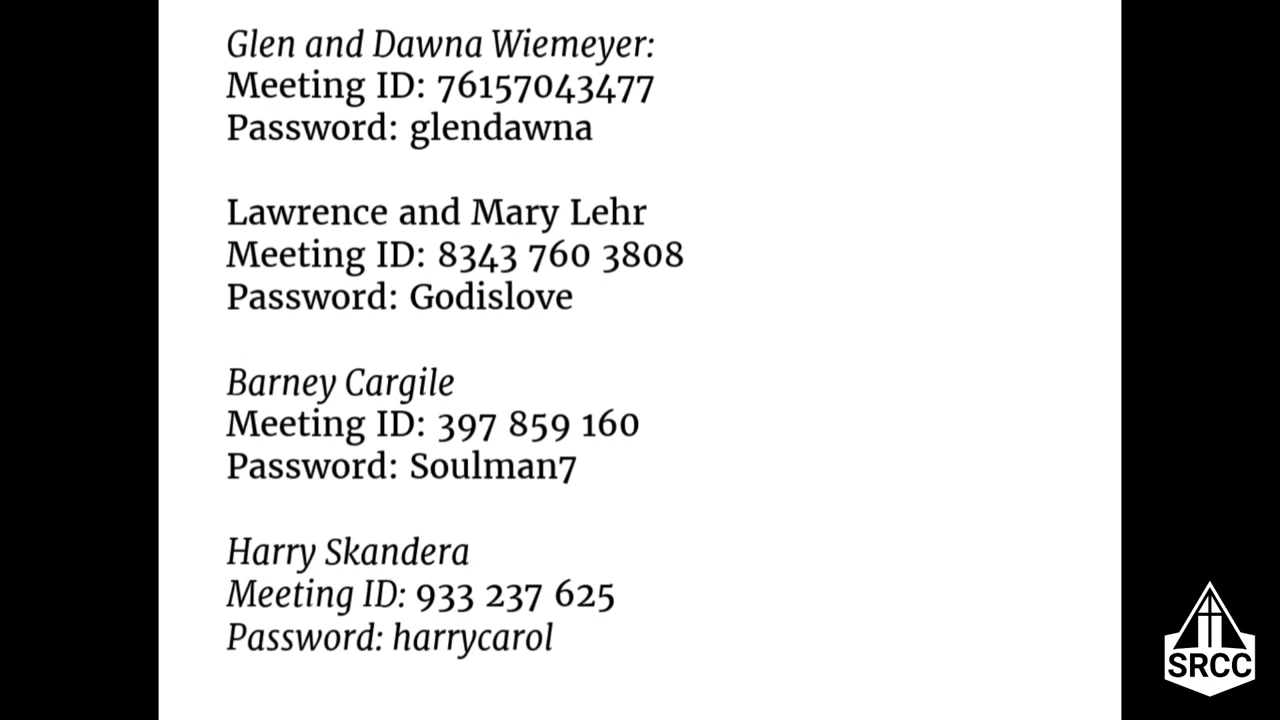 Glen and Dawna Wiemeyer:
Meeting ID: 76157043477
Password: glendawna
Lawrence and Mary Lehr
Meeting ID: 8343 760 3808
Password: Godislove
Barney Cargile
Meeting ID: 397 859 160
Password: Soulman7
Harry Skandera
Meeting ID: 933 237 625
Password: harrycarol
SRCC